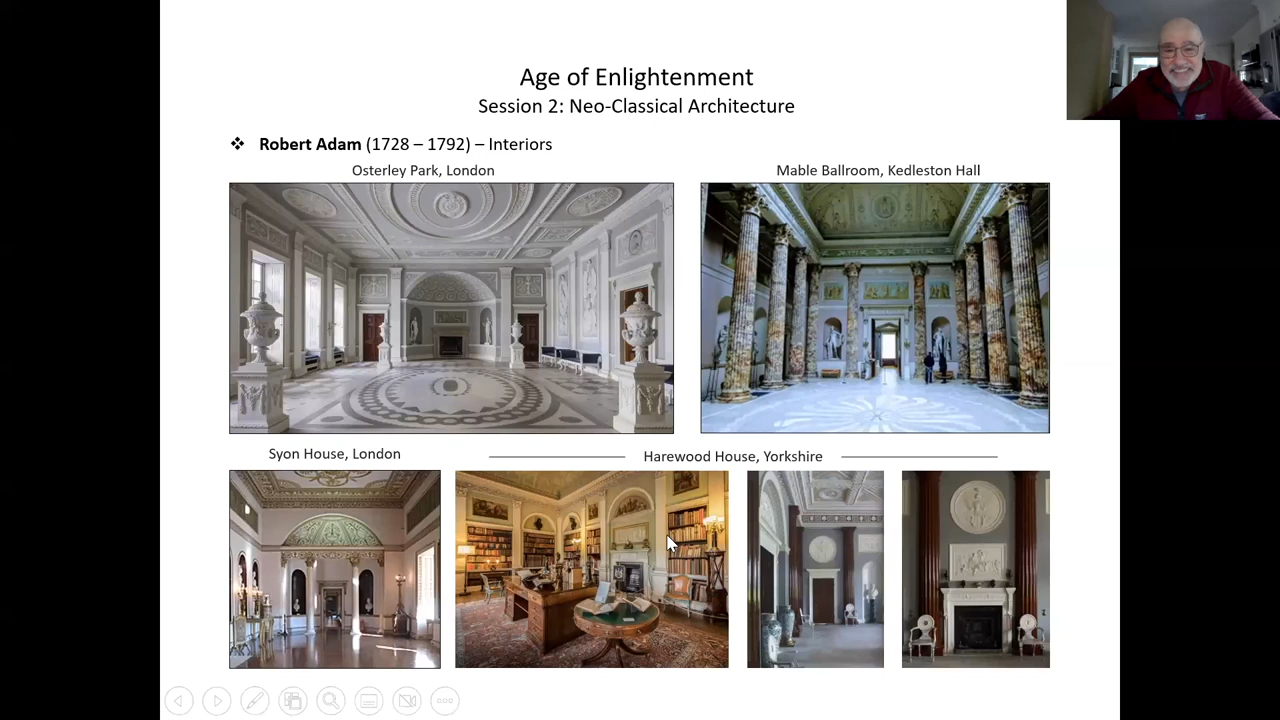 Age of Enlightenment
Session 2: Neo-Classical Architecture
❖ Robert Adam (1728 – 1792) – Interiors
Osterley Park, London
Mable Ballroom, Kedleston Hall
Syon House, London
Harewood House, Yorkshire